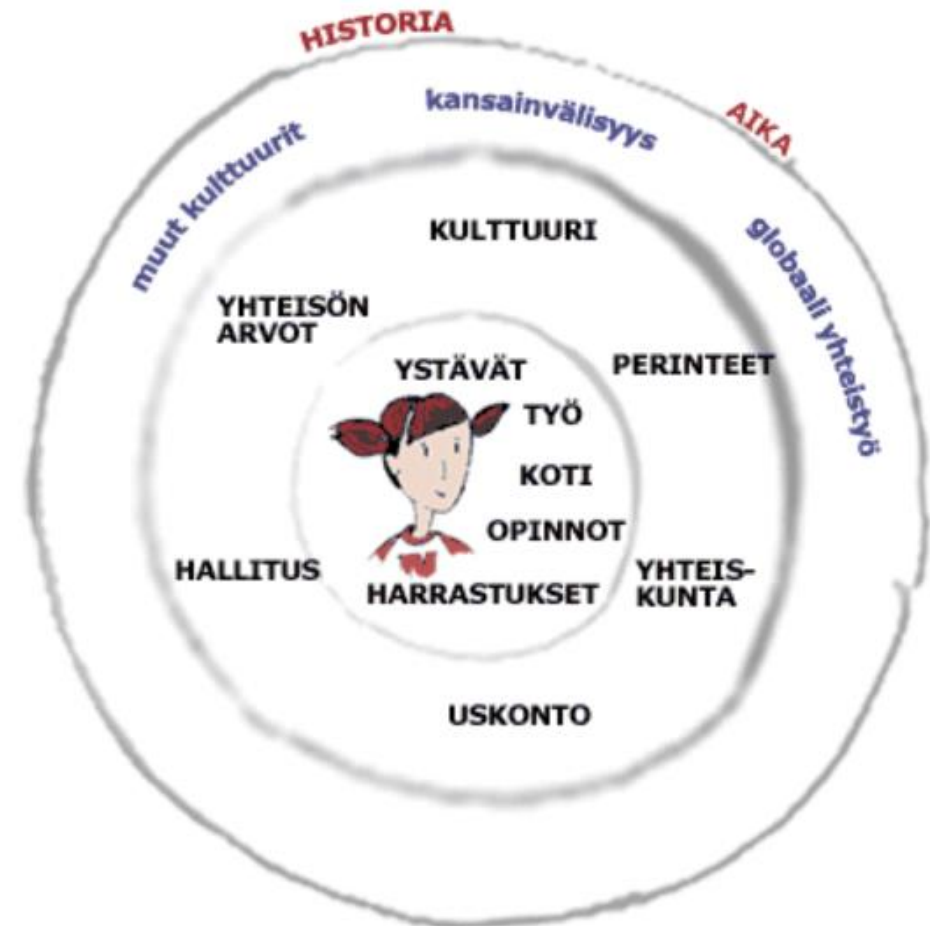 HISTORIA
AIKA
kansainvälisyys
muut kulttuurit
globaali yhteistyö
KULTTUURI
YHTEISÖN
ARVOT
PERINTEET
YSTÄVÄT
TYÖ
KOTI
OPINNOT
HARRASTUKSET
HALLITUS
YHTEIS-
KUNTA
USKONTO